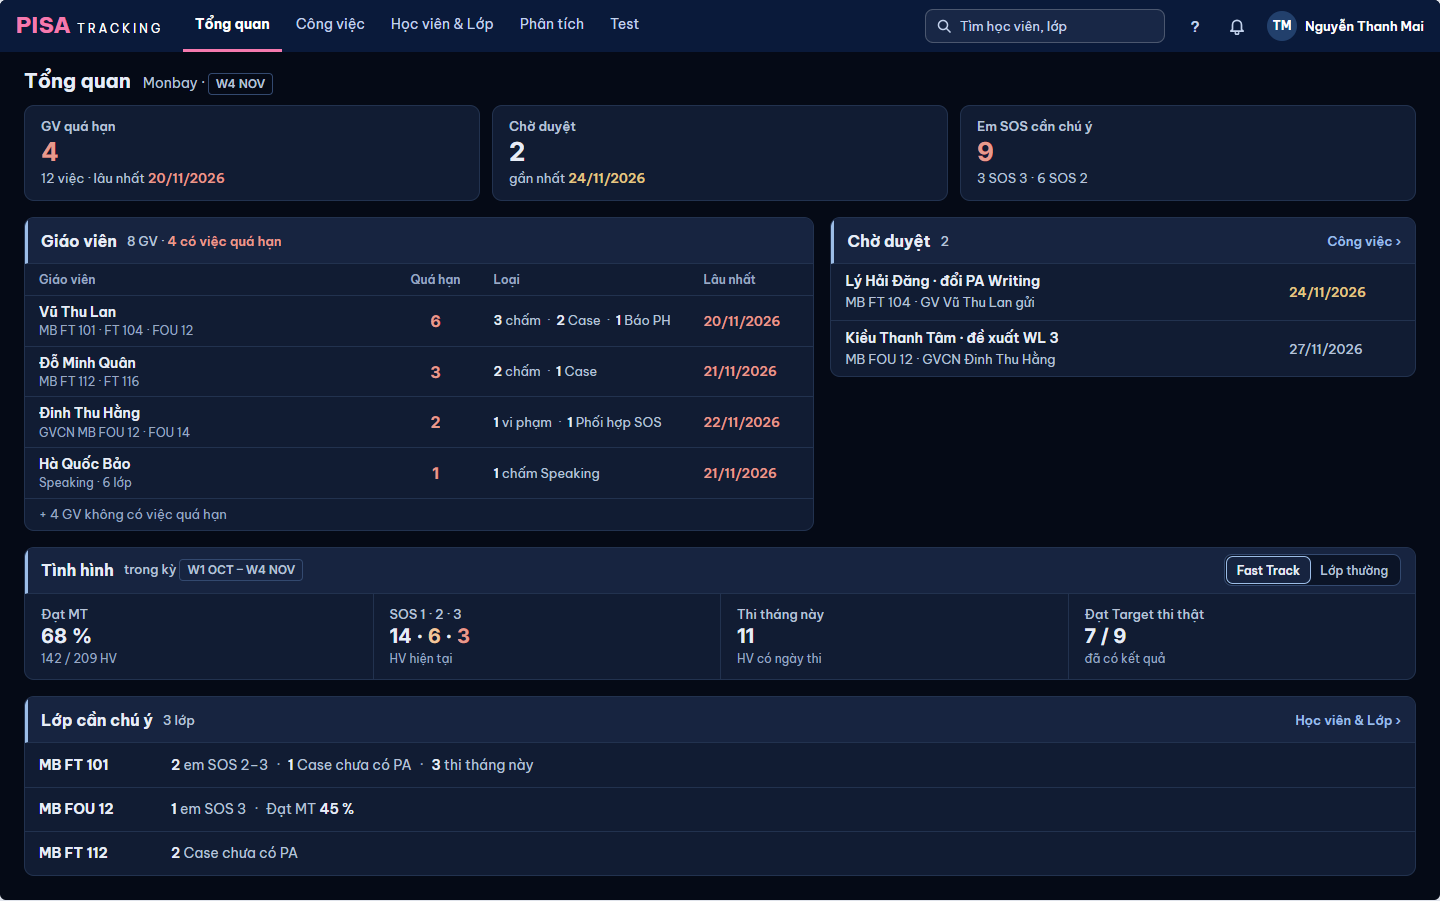 PISA TRACKING
Tổng quan
Công việc
Học viên & Lớp
Phân tích
Test
Tìm học viên, lớp
?
TM
Nguyễn Thanh Mai
Tổng quan Monbay · W4 NOV
GV quá hạn
4
12 việc · lâu nhất 20/11/2026
Chờ duyệt
2
gần nhất 24/11/2026
Em SOS cần chú ý
9
3 SOS 3 · 6 SOS 2
Giáo viên 8 GV · 4 có việc quá hạn
Giáo viên Quá hạn Loại Lâu nhất
Vũ Thu Lan
MB FT 101 · FT 104 · FOU 12
6 3 chấm · 2 Case · 1 Báo PH 20/11/2026
Đỗ Minh Quân
MB FT 112 · FT 116
3 2 chấm · 1 Case 21/11/2026
Đinh Thu Hằng
GVCN MB FOU 12 · FOU 14
2 1 vi phạm · 1 Phối hợp SOS 22/11/2026
Hà Quốc Bảo
Speaking · 6 lớp
1 1 chấm Speaking 21/11/2026
+ 4 GV không có việc quá hạn
Chờ duyệt 2 Công việc ›
Lý Hải Đăng · đổi PA Writing
MB FT 104 · GV Vũ Thu Lan gửi
24/11/2026
Kiều Thanh Tâm · đề xuất WL 3
MB FOU 12 · GVCN Đinh Thu Hằng
27/11/2026
Tình hình trong kỳ W1 OCT – W4 NOV
Fast Track Lớp thường
Đạt MT
68 %
142 / 209 HV
SOS 1 · 2 · 3
14 · 6 · 3
HV hiện tại
Thi tháng này
11
HV có ngày thi
Đạt Target thi thật
7 / 9
đã có kết quả
Lớp cần chú ý 3 lớp Học viên & Lớp ›
MB FT 101 2 em SOS 2–3 · 1 Case chưa có PA · 3 thi tháng này
MB FOU 12 1 em SOS 3 · Đạt MT 45 %
MB FT 112 2 Case chưa có PA